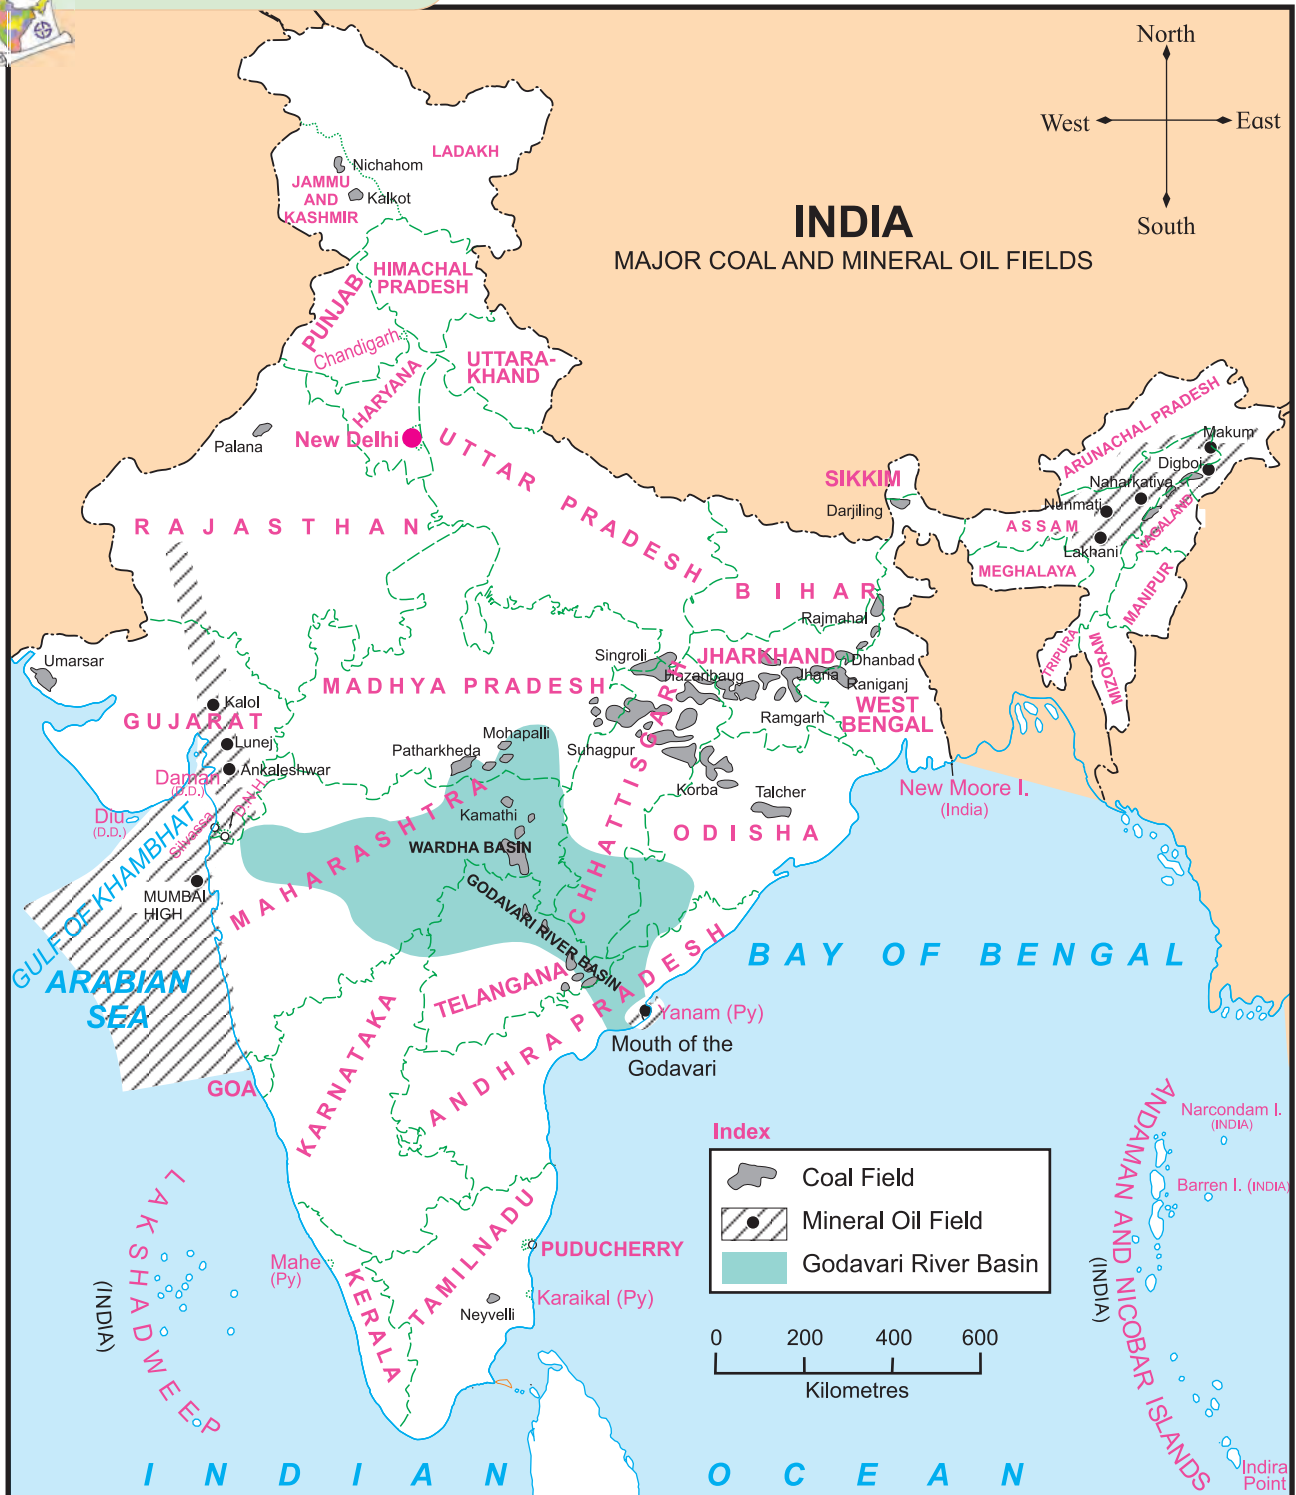 North
West
East
South
INDIA
MAJOR COAL AND MINERAL OIL FIELDS
LADAKH
Nichahom
JAMMU
AND
KASHMIR
Kalkot
HIMACHAL
PRADESH
PUNJAB
Chandigarh
UTTARA-
KHAND
HARYANA
New Delhi
Palana
UTTAR PRADESH
RAJASTHAN
SIKKIM
Darjiling
ARUNACHAL PRADESH
Makum
Digboi
Naharkatiya
Nunmati
NAGALAND
ASSAM
Lakhani
MEGHALAYA
MANIPUR
TRIPURA
MIZORAM
BIHAR
Rajmahal
Umarsar
Singroli
JHARKHAND
Dhanbad
Hazaribaug
Jharia
Raniganj
MADHYA PRADESH
Kalol
GUJARAT
WEST
BENGAL
Ramgarh
Lunej
Mohapalli
Patharkheda
Suhagpur
Ankaleshwar
Daman
(D.D.)
D.N.H
Korba
Talcher
New Moore I.
(India)
Diu
(D.D.)
Silvassa
Kamathi
ODISHA
CHHATTISGARH
WARDHA BASIN
MAHARASHTRA
GODAVARI RIVER BASIN
MUMBAI
HIGH
GULF OF KHAMBHAT
ARABIAN
SEA
BAY OF BENGAL
TELANGANA
Yanam (Py)
Mouth of the
Godavari
ANDHRA PRADESH
GOA
KARNATAKA
Index
Coal Field
Mineral Oil Field
Godavari River Basin
0 200 400 600
Kilometres
Narcondam I.
(INDIA)
Barren I. (INDIA)
ANDAMAN AND NICOBAR ISLANDS
(INDIA)
Indira
Point
LAKSHADWEEP
(INDIA)
Mahe
(Py)
KERALA
TAMILNADU
PUDUCHERRY
Karaikal (Py)
Neyvelli
INDIAN OCEAN